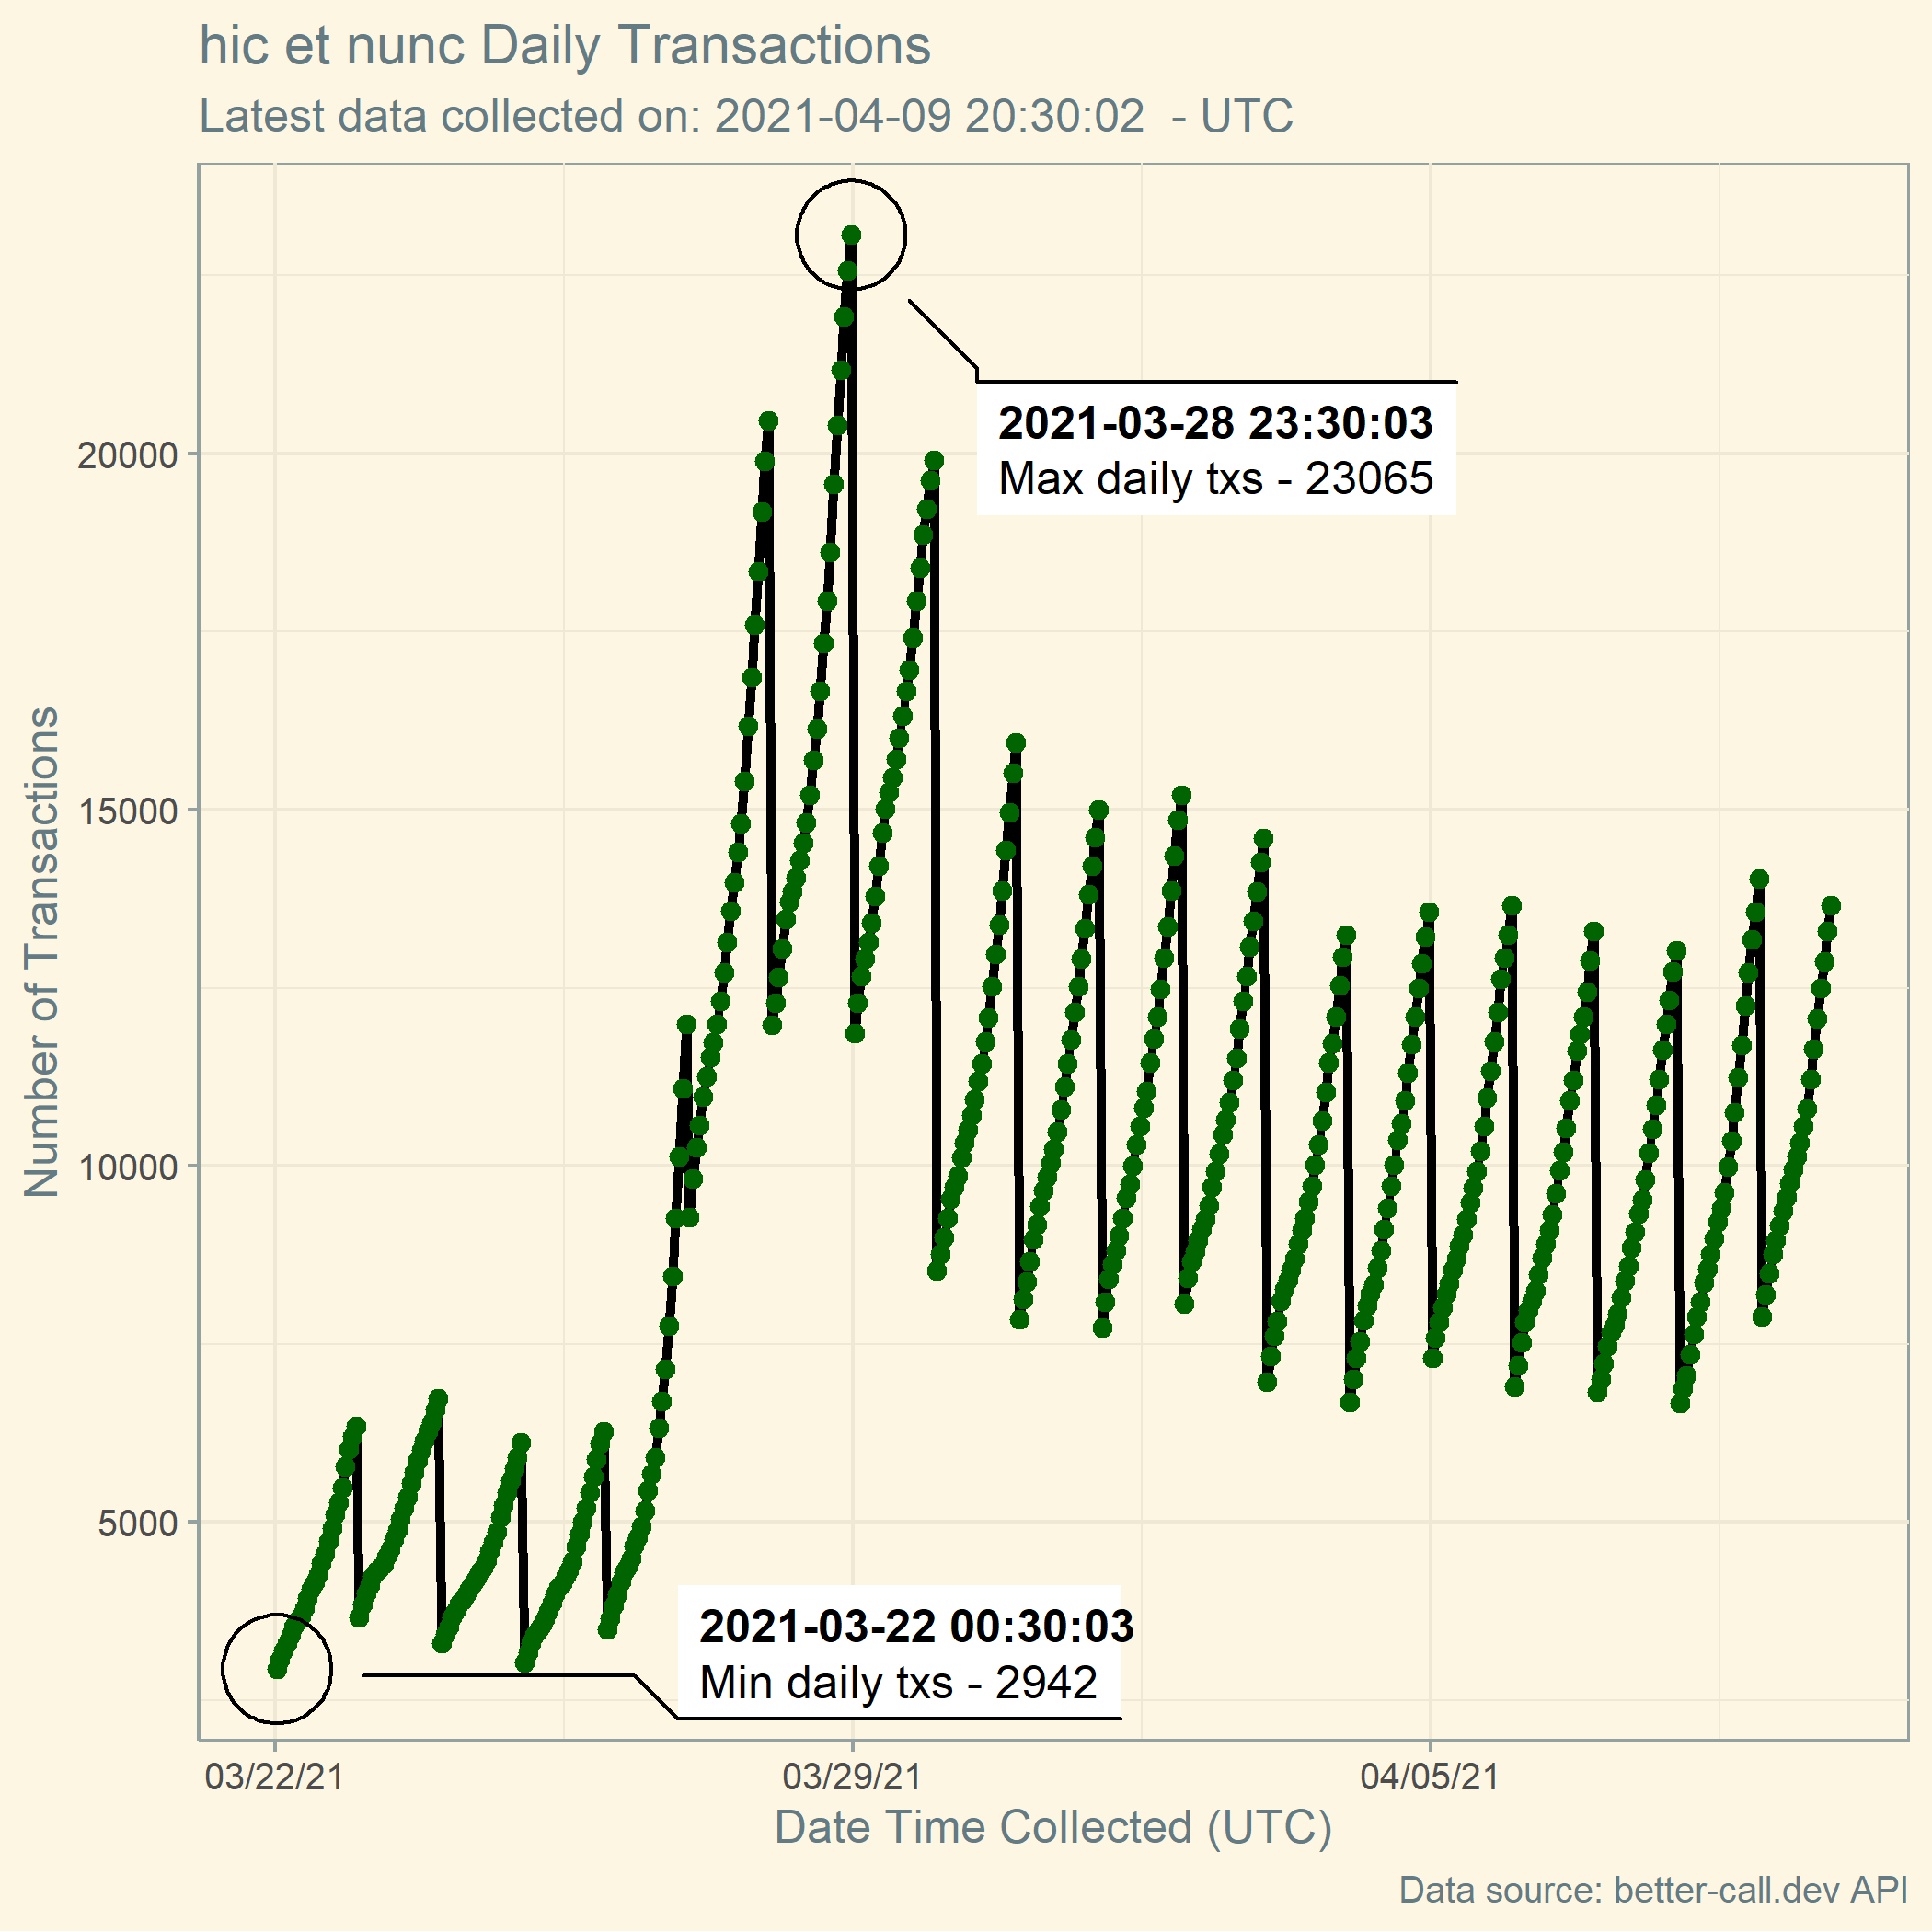 hic et nunc Daily Transactions
Latest data collected on: 2021-04-09 20:30:02  - UTC
Number of Transactions
20000
15000
10000
5000
2021-03-28 23:30:03
Max daily txs - 23065
2021-03-22 00:30:03
Min daily txs - 2942
03/22/21
03/29/21
04/05/21
Date Time Collected (UTC)
Data source: better-call.dev API